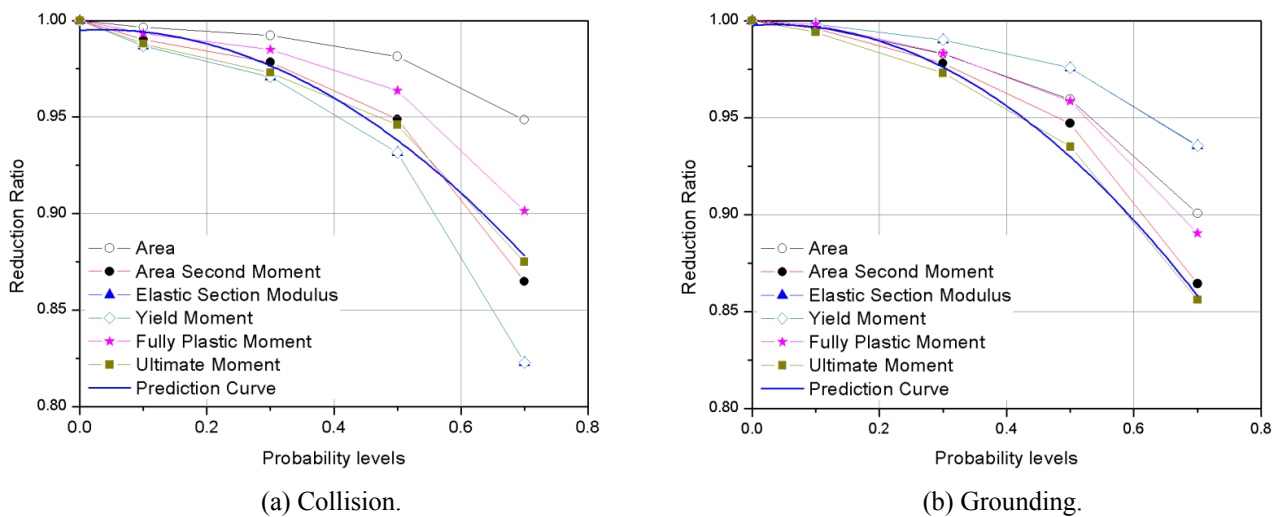 1.00
0.95
0.90
0.85
0.80
Reduction Ratio
Area
Area Second Moment
Elastic Section Modulus
Yield Moment
Fully Plastic Moment
Ultimate Moment
Prediction Curve
0.0 0.2 0.4 0.6 0.8
Probability levels
(a) Collision.
1.00
0.95
0.90
0.85
0.80
Reduction Ratio
Area
Area Second Moment
Elastic Section Modulus
Yield Moment
Fully Plastic Moment
Ultimate Moment
Prediction Curve
0.0 0.2 0.4 0.6 0.8
Probability levels
(b) Grounding.